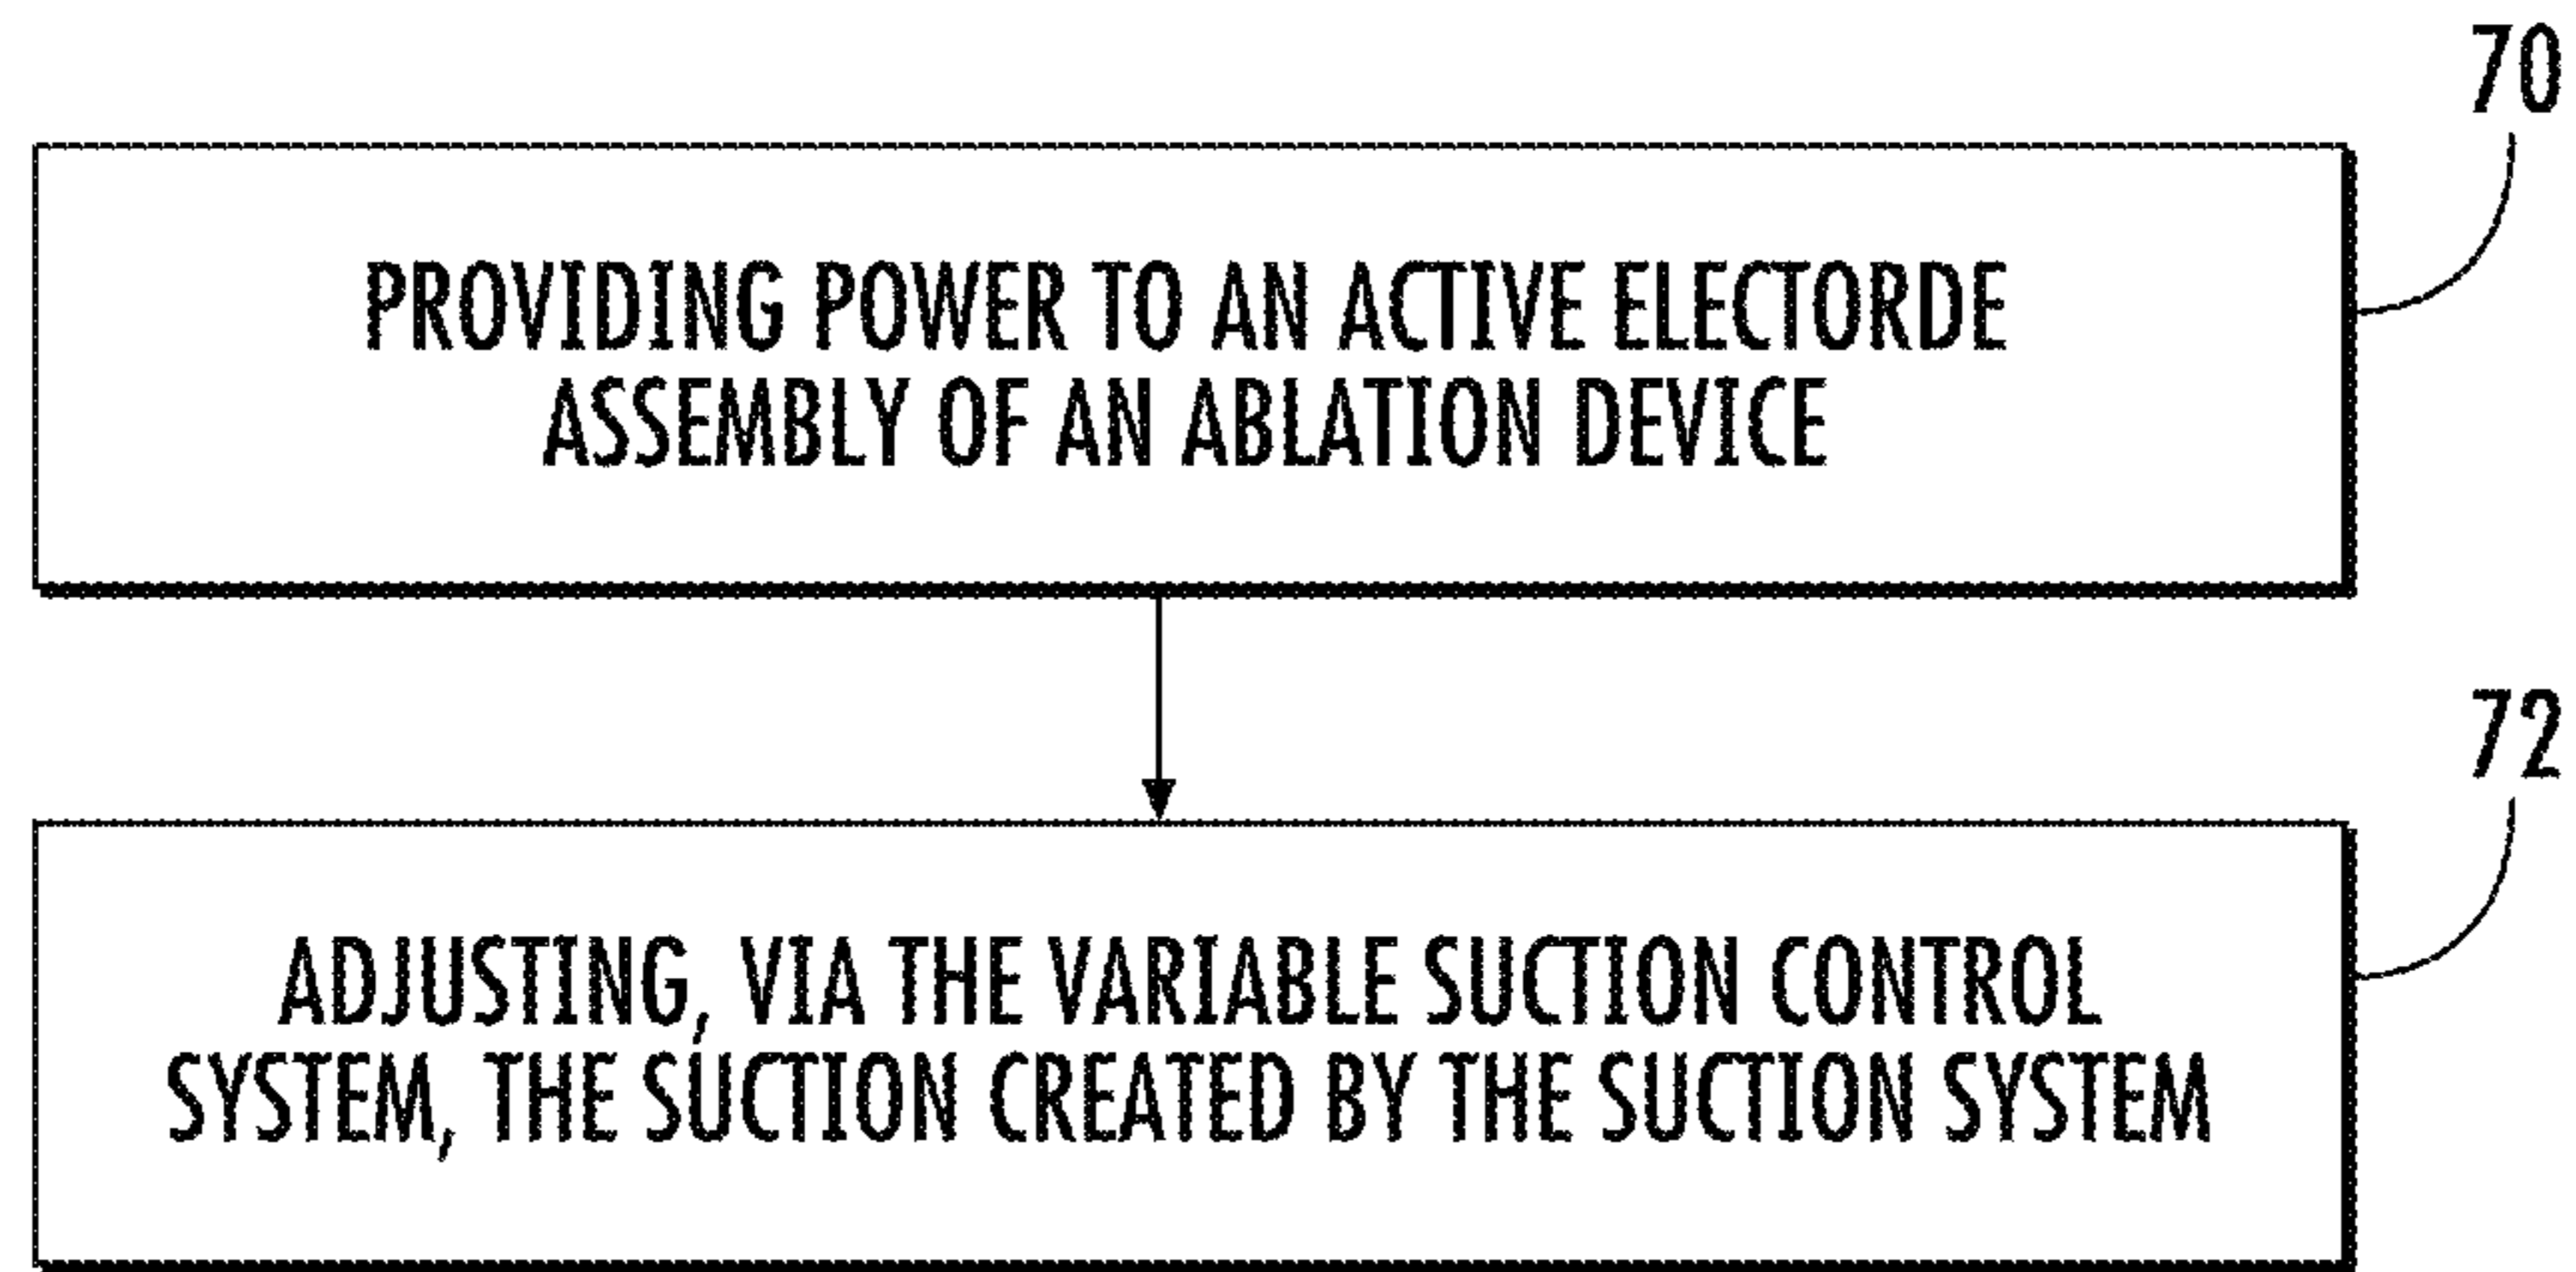 70
PROVIDING POWER TO AN ACTIVE ELECTORDE
ASSEMBLY OF AN ABLATION DEVICE
72
ADJUSTING, VIA THE VARIABLE SUCTION CONTROL
SYSTEM, THE SUCTION CREATED BY THE SUCTION SYSTEM